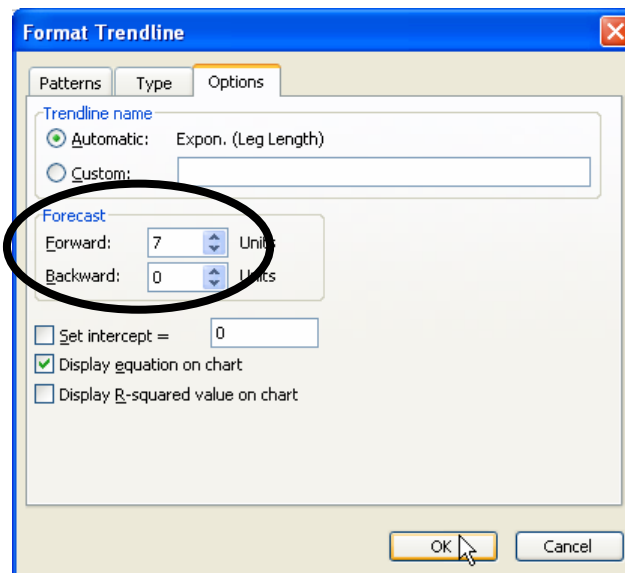 Format Trendline
Patterns Type Options
Trendline name
Automatic: Expon. (Leg Length)
Custom:
Forecast
Forward: 7 Units
Backward: 0 Units
Set intercept = 0
Display equation on chart
Display R-squared value on chart
OK Cancel